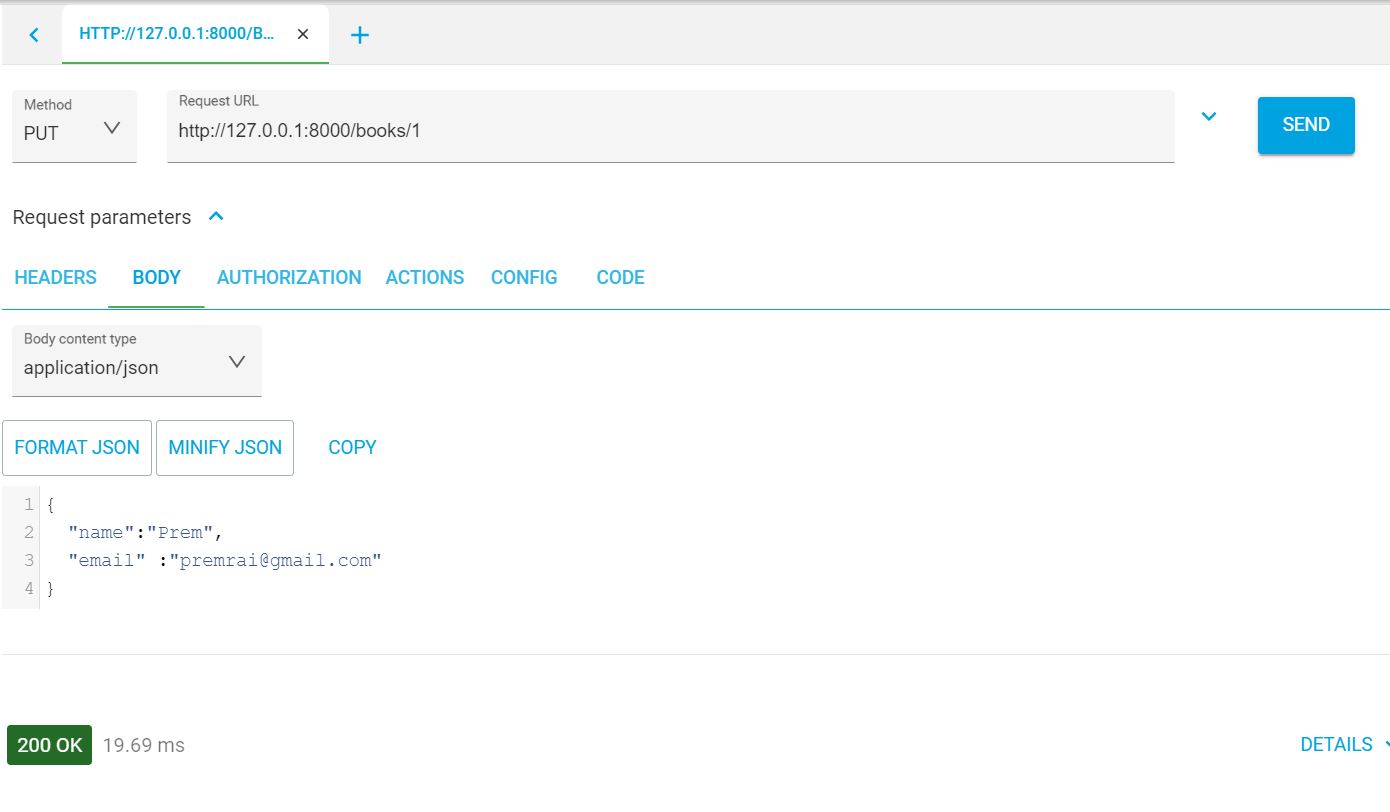 HTTP://127.0.0.1:8000/B...
Method
PUT
Request URL
http://127.0.0.1:8000/books/1
SEND
Request parameters
HEADERS BODY AUTHORIZATION ACTIONS CONFIG CODE
Body content type
application/json
FORMAT JSON MINIFY JSON COPY
1 {
2 "name":"Prem",
3 "email" :"premrai@gmail.com"
4 }
200 OK 19.69 ms DETAILS